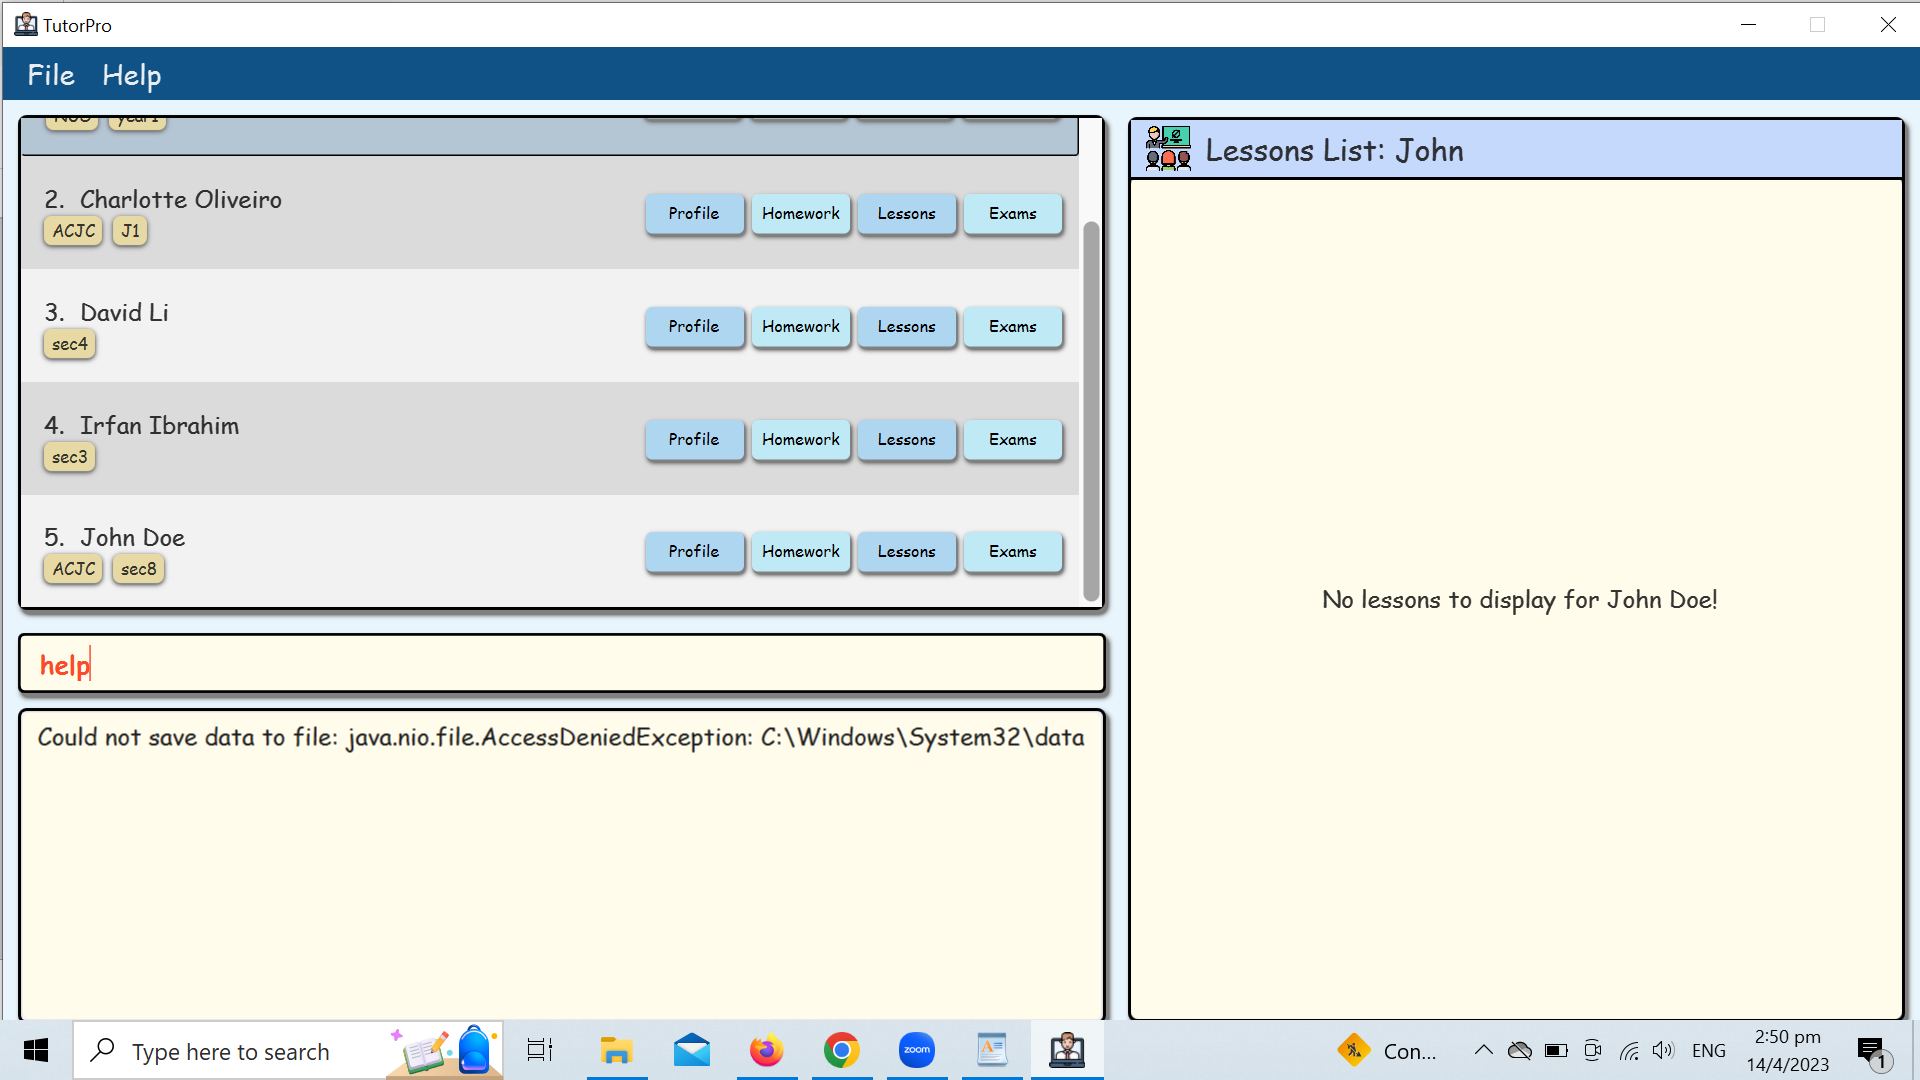 TutorPro
File Help
NUS year1
2. Charlotte Oliveiro
ACJC J1
Profile Homework Lessons Exams
3. David Li
sec4
Profile Homework Lessons Exams
4. Irfan Ibrahim
sec3
Profile Homework Lessons Exams
5. John Doe
ACJC sec8
Profile Homework Lessons Exams
help
Could not save data to file: java.nio.file.AccessDeniedException: C:\Windows\System32\data
Lessons List: John
No lessons to display for John Doe!
Type here to search
zoom
Con...
ENG
2:50 pm
14/4/2023
1